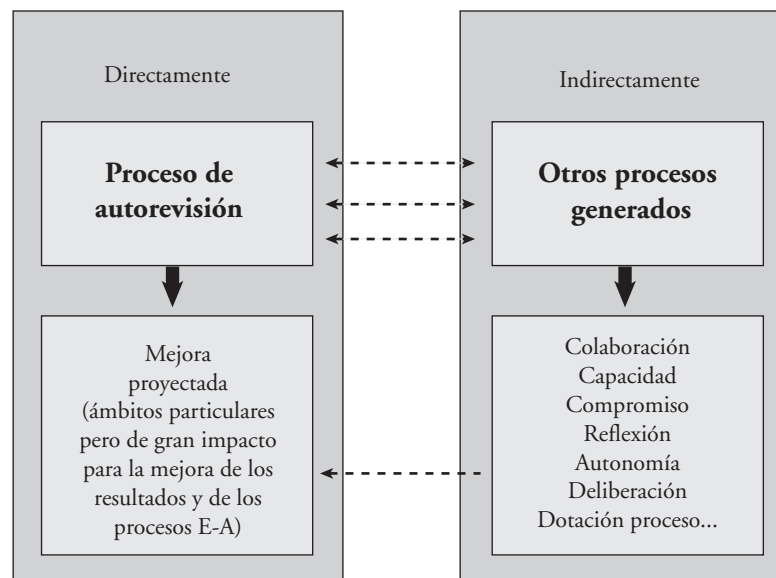 Directamente
Proceso de
autorevisión
Mejora
proyectada
(ámbitos particulares
pero de gran impacto
para la mejora de los
resultados y de los
procesos E-A)
Indirectamente
Otros procesos
generados
Colaboración
Capacidad
Compromiso
Reflexión
Autonomía
Deliberación
Dotación proceso...